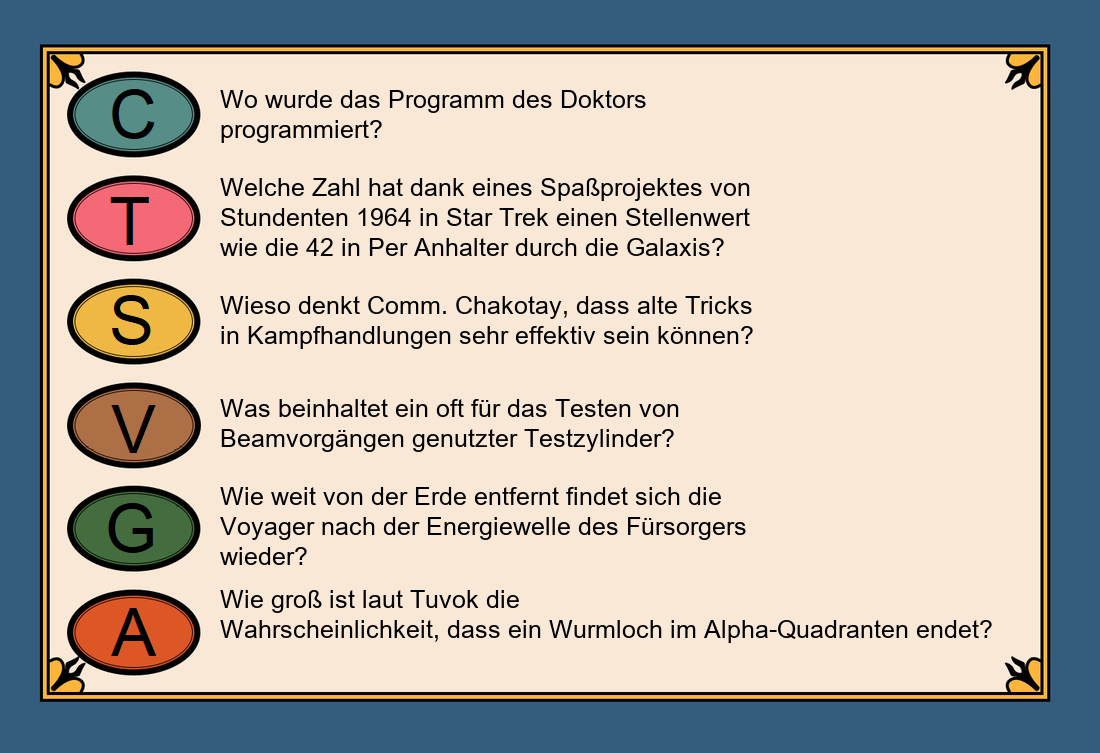 C
Wo wurde das Programm des Doktors
programmiert?
T
Welche Zahl hat dank eines Spaßprojektes von
Stundenten 1964 in Star Trek einen Stellenwert
wie die 42 in Per Anhalter durch die Galaxis?
S
Wieso denkt Comm. Chakotay, dass alte Tricks
in Kampfhandlungen sehr effektiv sein können?
V
Was beinhaltet ein oft für das Testen von
Beamvorgängen genutzter Testzylinder?
G
Wie weit von der Erde entfernt findet sich die
Voyager nach der Energiewelle des Fürsorgers
wieder?
A
Wie groß ist laut Tuvok die
Wahrscheinlichkeit, dass ein Wurmloch im Alpha-Quadranten endet?